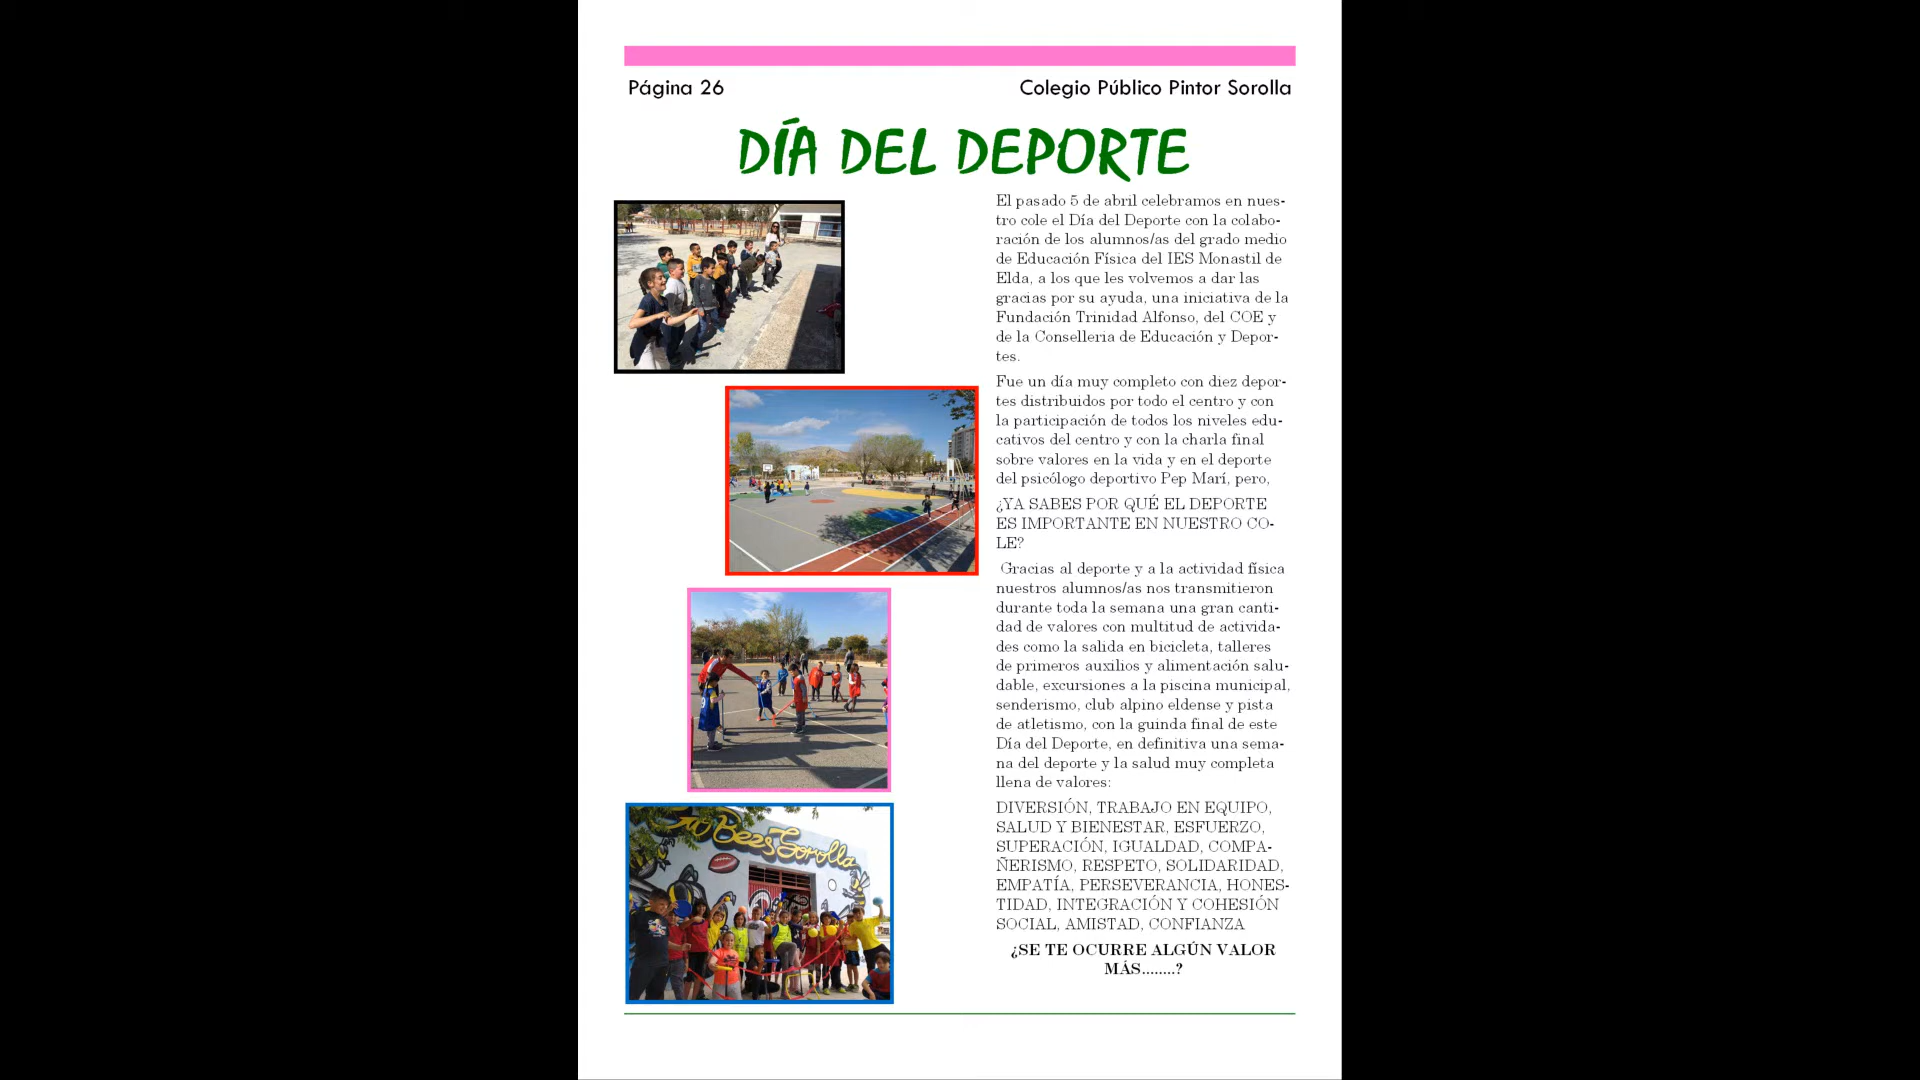 Página 26
Colegio Público Pintor Sorolla
DÍA DEL DEPORTE
El pasado 5 de abril celebramos en nues-
tro cole el Día del Deporte con la colabo-
ración de los alumnos/as del grado medio
de Educación Física del IES Monastil de
Elda, a los que les volvemos a dar las
gracias por su ayuda, una iniciativa de la
Fundación Trinidad Alfonso, del COE y
de la Conselleria de Educación y Depor-
tes.
Fue un día muy completo con diez depor-
tes distribuidos por todo el centro y con
la participación de todos los niveles edu-
cativos del centro y con la charla final
sobre valores en la vida y en el deporte
del psicólogo deportivo Pep Marí, pero,
¿YA SABES POR QUÉ EL DEPORTE
ES IMPORTANTE EN NUESTRO CO-
LE?
Gracias al deporte y a la actividad física
nuestros alumnos/as nos transmitieron
durante toda la semana una gran canti-
dad de valores con multitud de activida-
des como la salida en bicicleta, talleres
de primeros auxilios y alimentación salu-
dable, excursiones a la piscina municipal,
senderismo, club alpino eldense y pista
de atletismo, con la guinda final de este
Día del Deporte, en definitiva una sema-
na del deporte y la salud muy completa
llena de valores:
DIVERSIÓN, TRABAJO EN EQUIPO,
SALUD Y BIENESTAR, ESFUERZO,
SUPERACIÓN, IGUALDAD, COMPA-
ÑERISMO, RESPETO, SOLIDARIDAD,
EMPATÍA, PERSEVERANCIA, HONES-
TIDAD, INTEGRACIÓN Y COHESIÓN
SOCIAL, AMISTAD, CONFIANZA
¿SE TE OCURRE ALGÚN VALOR
MÁS........?
Bees Sorolla